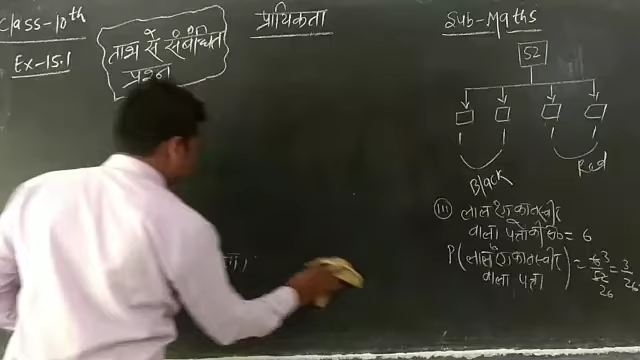 Class-10th
Ex-15.1
ताश से संबंधित
प्रश्न
प्रायिकता
Sub-Maths
52
Black
Red
(III) लाल रंग का तस्वीर
वाला पत्तों की सं० = 6
P(लाल रंग का तस्वीर
वाला पत्ता) = 6/52 = 3/26